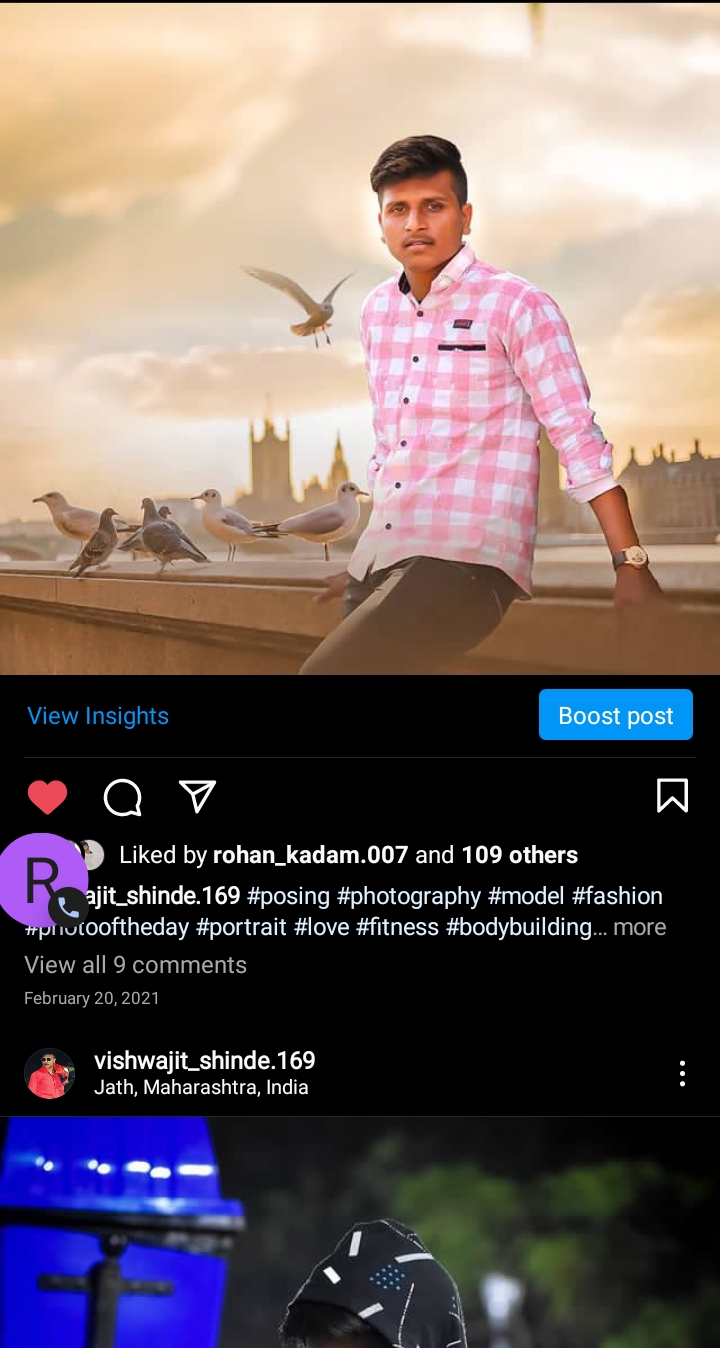 View Insights
Boost post
Liked by rohan_kadam.007 and 109 others
R
ajit_shinde.169 #posing #photography #model #fashion
#photooftheday #portrait #love #fitness #bodybuilding... more
View all 9 comments
February 20, 2021
vishwajit_shinde.169
Jath, Maharashtra, India